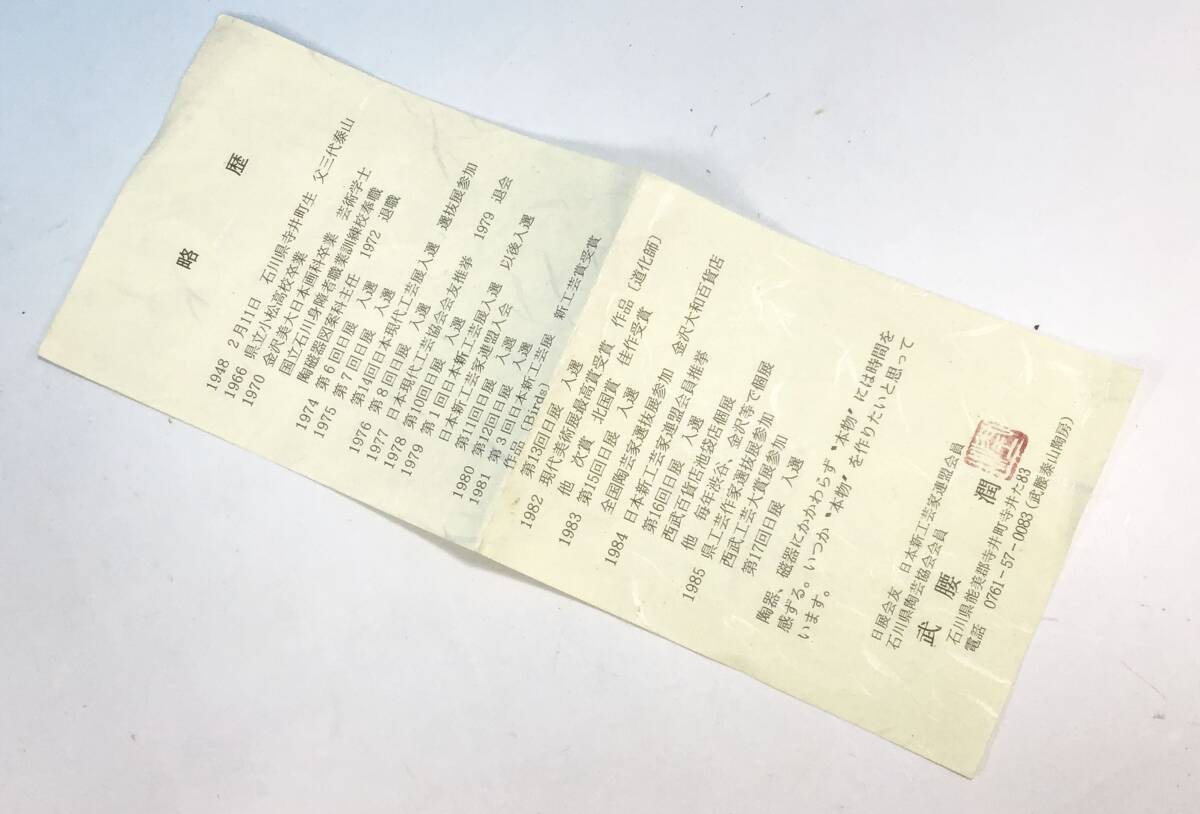 略歴
1948 2月11日 石川県寺井町生 父三代泰山
1966 県立小松高校卒業
1970 金沢美大日本画科卒業 芸術学士
国立石川身障者職業訓練校奉職
陶磁器図案科主任 1972 退職
1974 第6回日展 入選
1975 第7回日展 入選
第14回日本現代工芸展入選 選抜展参加
1976 第8回日展 入選
1977 日本現代工芸協会会友推挙 1979 退会
1978 第10回日展 入選
1979 第1回日本新工芸展入選 以後入選
日本新工芸家連盟入会
1980 第11回日展 入選
1981 第12回日展 入選
第3回日本新工芸展 新工芸賞受賞
作品〔Birds〕
1982 第13回日展 入選
現代美術展最高賞受賞 作品〔道化師〕
他 次賞 北国賞 佳作受賞
1983 第15回日展 入選
全国陶芸家選抜展参加 金沢大和百貨店
1984 日本新工芸家連盟会員推挙
第16回日展 入選
西武百貨店池袋店個展
他 毎年渋谷、金沢等で個展
1985 県工芸作家選抜展参加
西武工芸大賞展参加
第17回日展 入選
陶器、磁器にかかわらず〝本物〟には時間を
感ずる。いつか〝本物〟を作りたいと思って
います。
日展会友 日本新工芸家連盟会員
石川県陶芸協会会員
武腰潤
石川県能美郡寺井町寺井た83
電話 0761-57-0083(武腰泰山陶房)